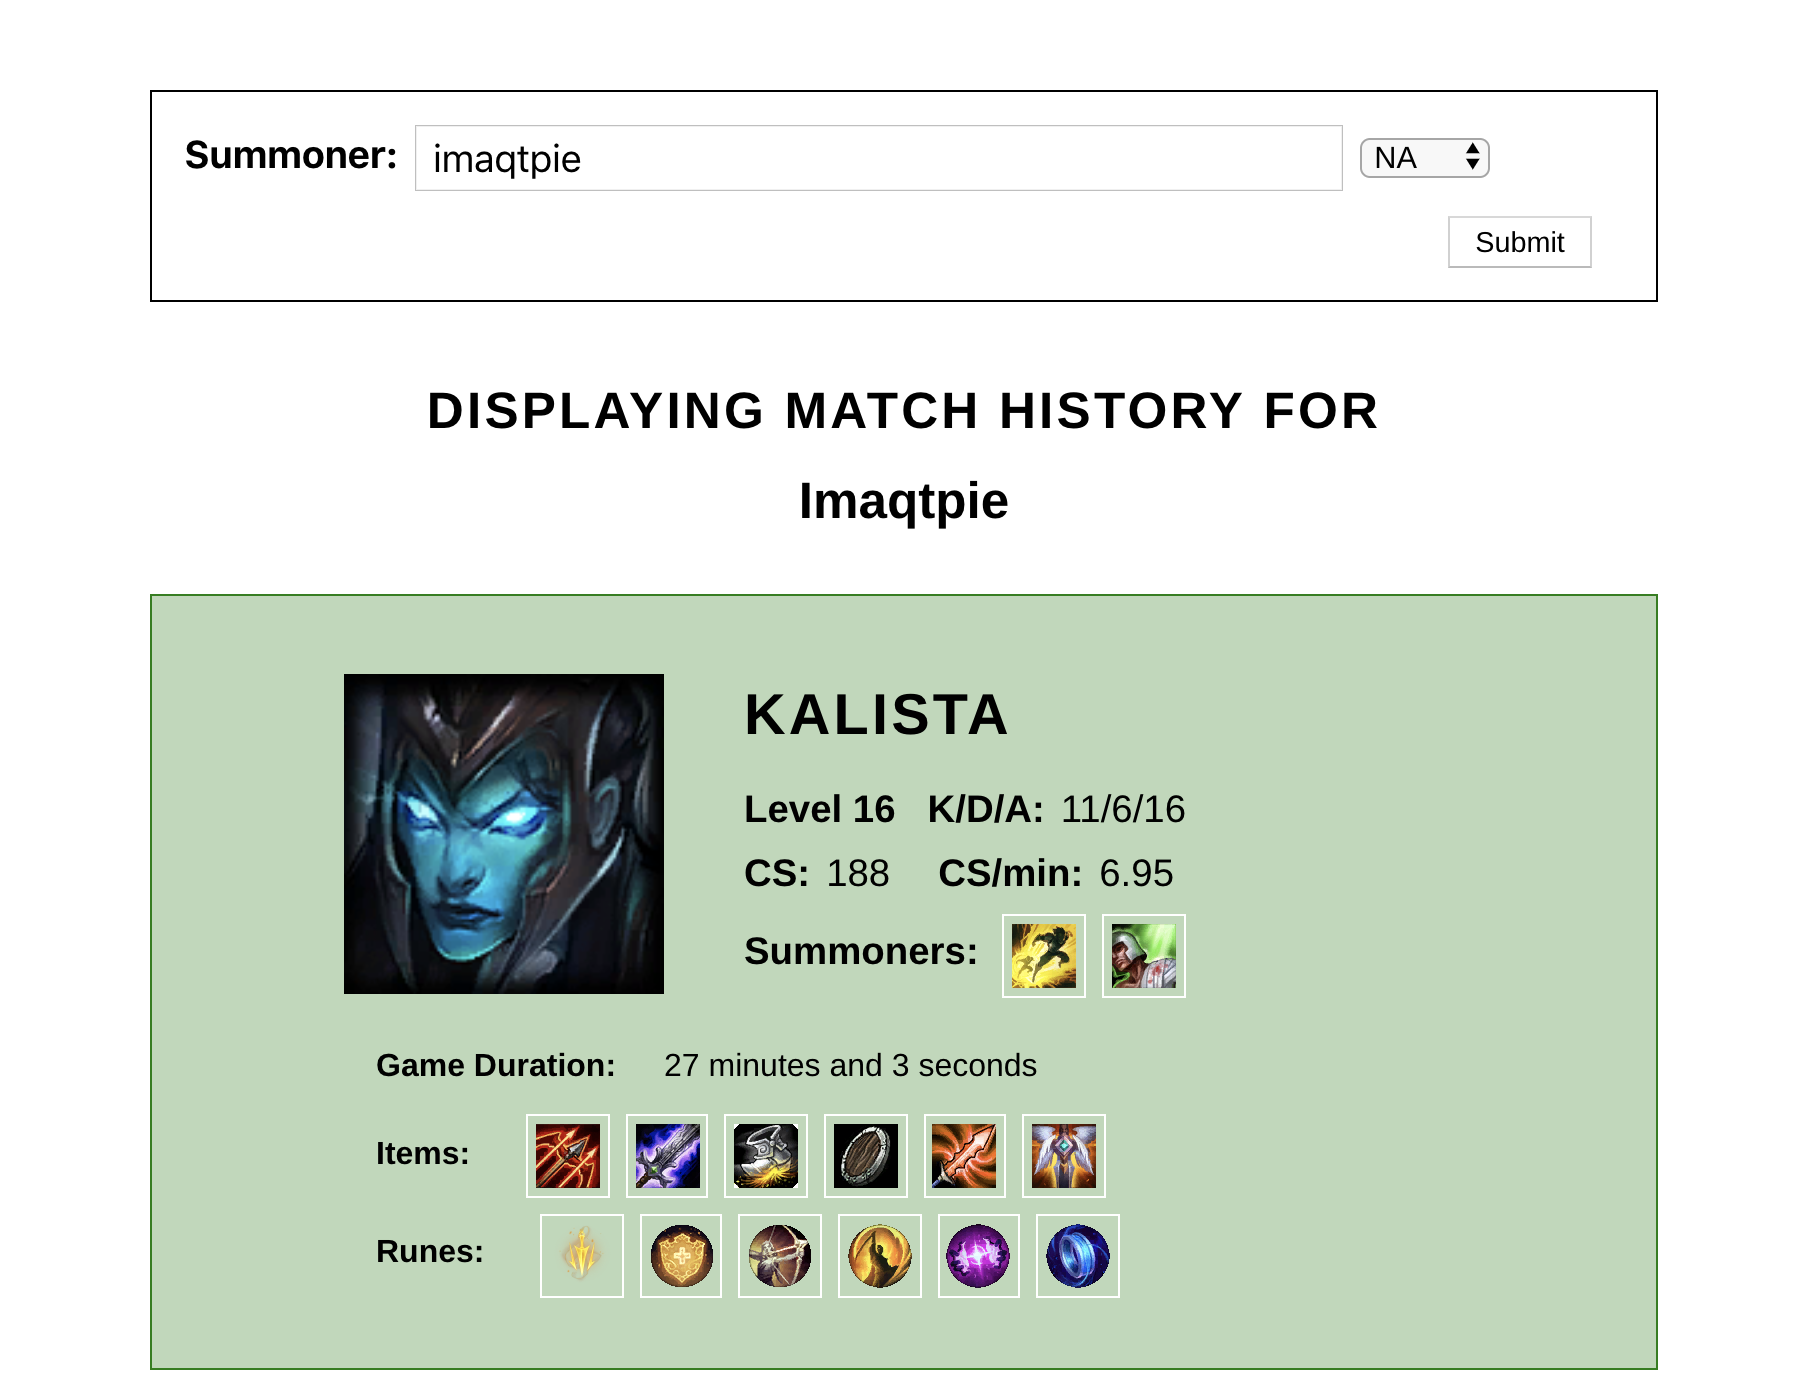 Summoner: imaqtpie NA
Submit
DISPLAYING MATCH HISTORY FOR
Imaqtpie
KALISTA
Level 16 K/D/A: 11/6/16
CS: 188 CS/min: 6.95
Summoners:
Game Duration: 27 minutes and 3 seconds
Items:
Runes: